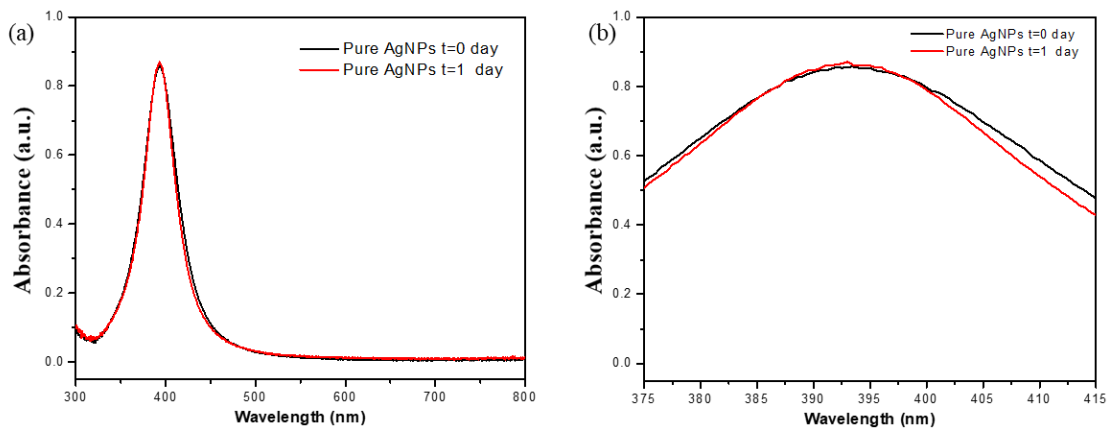 (a)
Absorbance (a.u.)
1.0
0.8
0.6
0.4
0.2
0.0
Pure AgNPs t=0 day
Pure AgNPs t=1 day
300 400 500 600 700 800
Wavelength (nm)
(b)
Absorbance (a.u.)
1.0
0.8
0.6
0.4
0.2
0.0
Pure AgNPs t=0 day
Pure AgNPs t=1 day
375 380 385 390 395 400 405 410 415
Wavelength (nm)